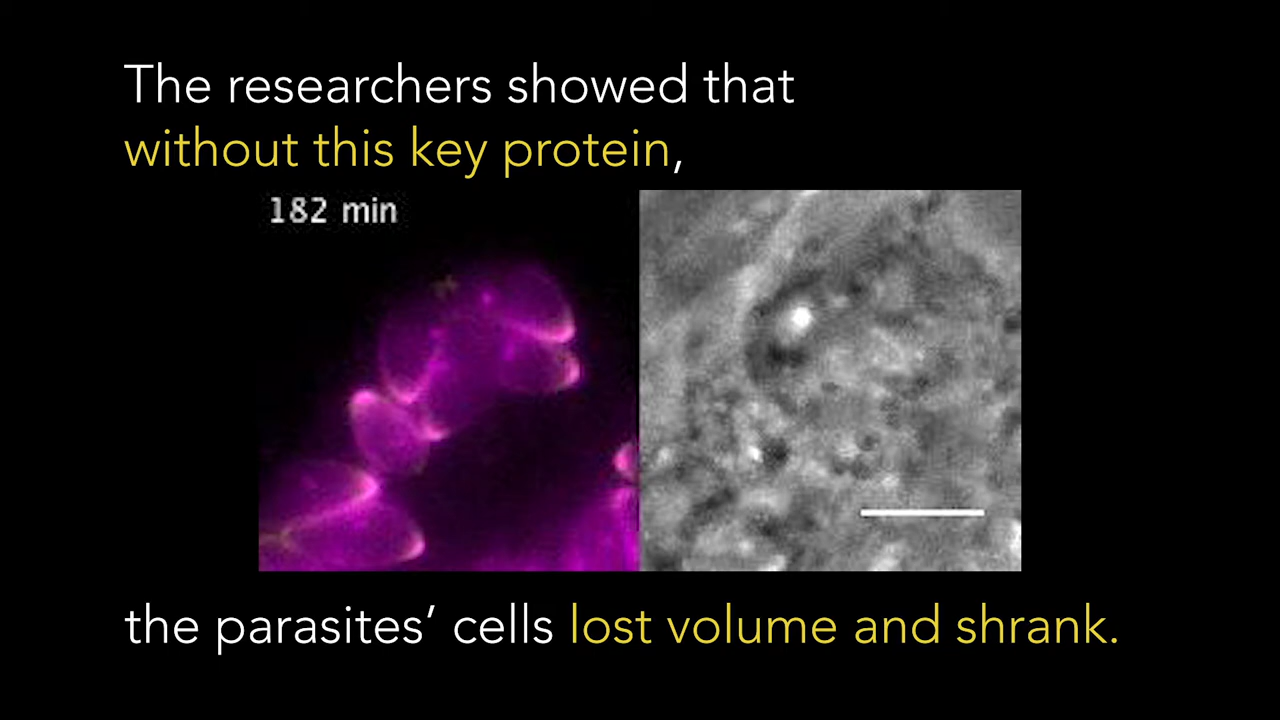 The researchers showed that
without this key protein,
182 min
the parasites’ cells lost volume and shrank.